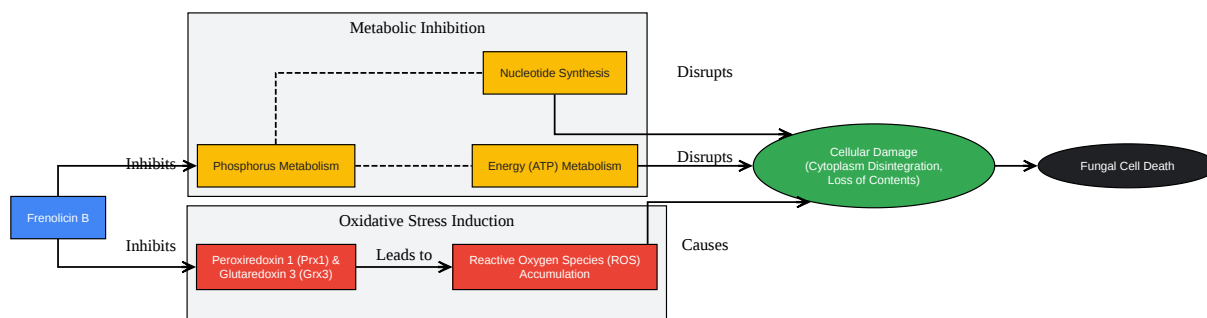 Metabolic Inhibition
Nucleotide Synthesis
Disrupts
Inhibits
Phosphorus Metabolism
Energy (ATP) Metabolism
Disrupts
Cellular Damage
(Cytoplasm Disintegration,
Loss of Contents)
Fungal Cell Death
Frenolicin B
Oxidative Stress Induction
Inhibits
Peroxiredoxin 1 (Prx1) &
Glutaredoxin 3 (Grx3)
Leads to
Reactive Oxygen Species (ROS)
Accumulation
Causes